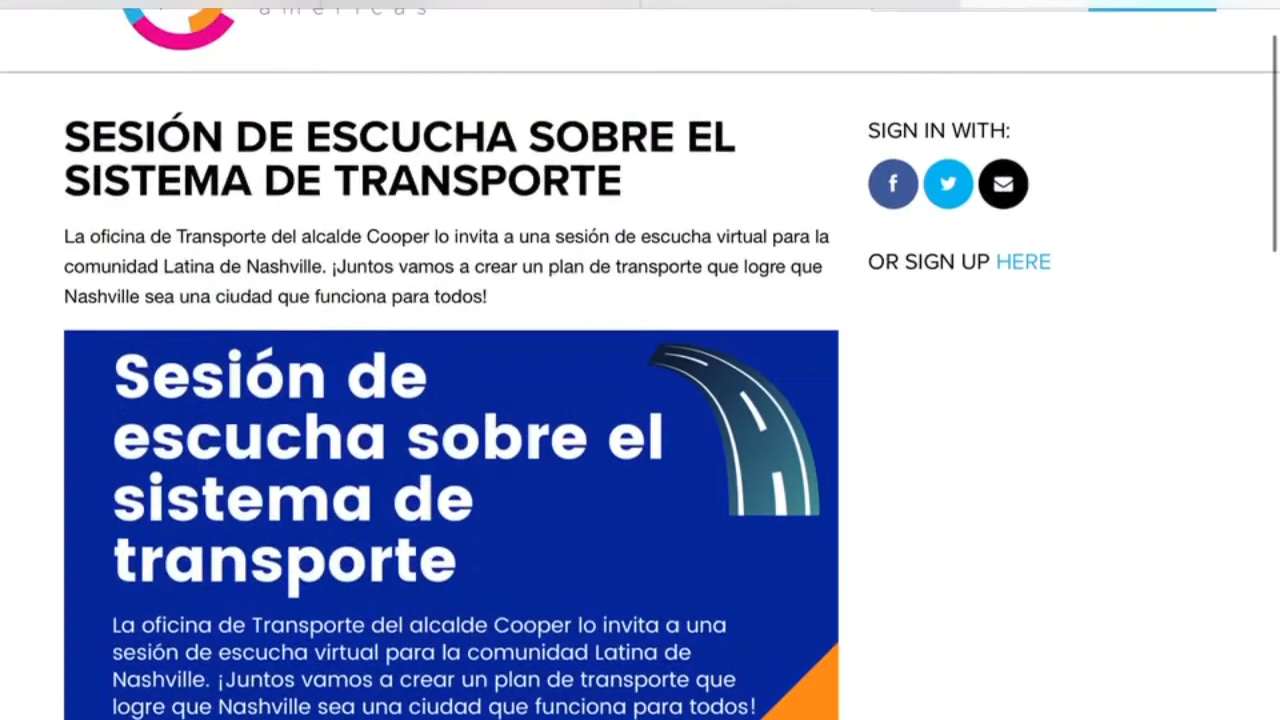 americas
SESIÓN DE ESCUCHA SOBRE EL
SISTEMA DE TRANSPORTE
La oficina de Transporte del alcalde Cooper lo invita a una sesión de escucha virtual para la
comunidad Latina de Nashville. ¡Juntos vamos a crear un plan de transporte que logre que
Nashville sea una ciudad que funciona para todos!
SIGN IN WITH:
OR SIGN UP HERE
Sesión de
escucha sobre el
sistema de
transporte
La oficina de Transporte del alcalde Cooper lo invita a una
sesión de escucha virtual para la comunidad Latina de
Nashville. ¡Juntos vamos a crear un plan de transporte que
logre que Nashville sea una ciudad que funciona para todos!